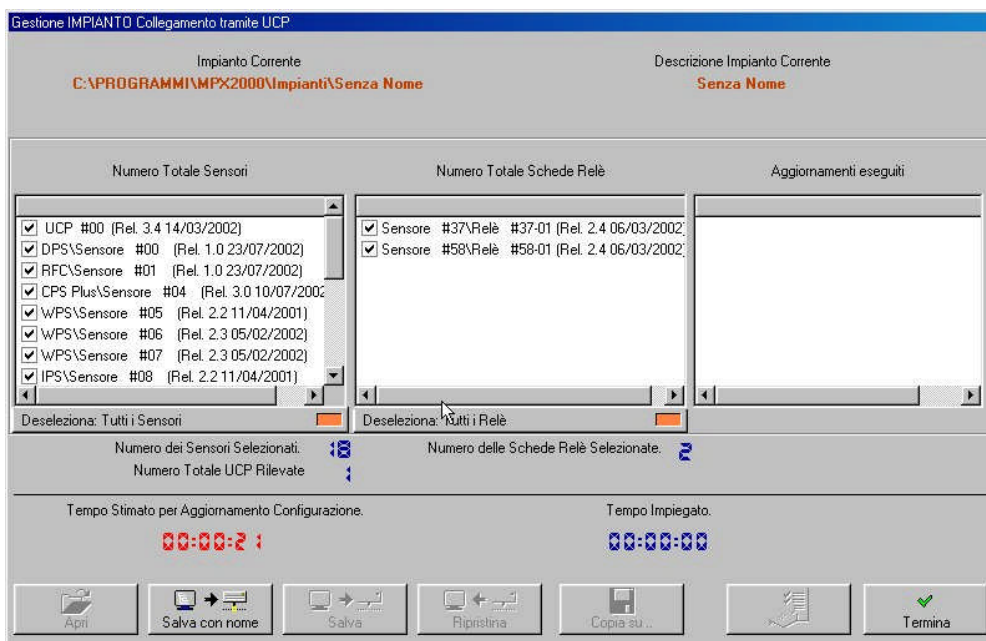 Gestione IMPIANTO Collegamento tramite UCP
Impianto Corrente
C:\PROGRAMMI\MPX2000\Impianti\Senza Nome
Descrizione Impianto Corrente
Senza Nome
Numero Totale Sensori
UCP #00 (Rel. 3.4 14/03/2002)
DPS\Sensore #00 (Rel. 1.0 23/07/2002)
RFC\Sensore #01 (Rel. 1.0 23/07/2002)
CPS Plus\Sensore #04 (Rel. 3.0 10/07/2002
WPS\Sensore #05 (Rel. 2.2 11/04/2001)
WPS\Sensore #06 (Rel. 2.3 05/02/2002)
WPS\Sensore #07 (Rel. 2.3 05/02/2002)
IPS\Sensore #08 (Rel. 2.2 11/04/2001)
Deseleziona: Tutti i Sensori
Numero Totale Schede Relè
Sensore #37\Relè #37-01 (Rel. 2.4 06/03/2002
Sensore #58\Relè #58-01 (Rel. 2.4 06/03/2002
Deseleziona: Tutti i Relè
Aggiornamenti eseguiti
Numero dei Sensori Selezionati. 18
Numero delle Schede Relè Selezionate. 2
Numero Totale UCP Rilevate 1
Tempo Stimato per Aggiornamento Configurazione.
00:00:21
Tempo Impiegato.
00:00:00
Apri
Salva con nome
Salva
Ripristina
Copia su ..
Termina